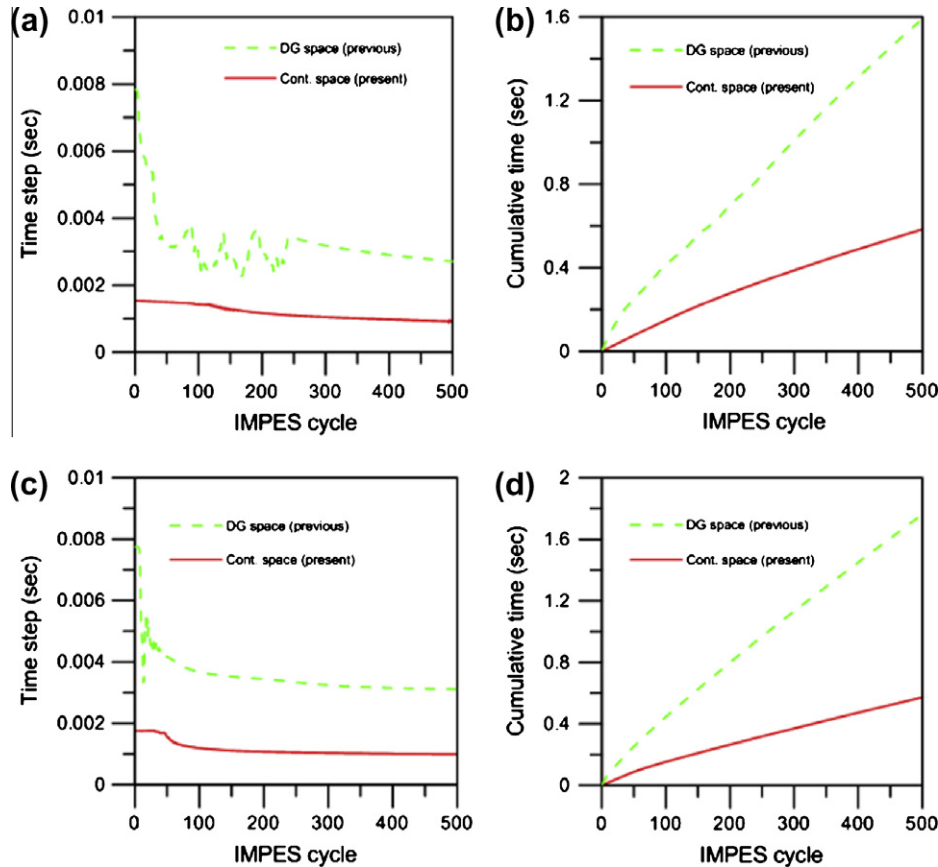 (a)
0.01
0.008
0.006
0.004
0.002
0
Time step (sec)
DG space (previous)
Cont. space (present)
0 100 200 300 400 500
IMPES cycle
(b)
1.6
1.2
0.8
0.4
0
Cumulative time (sec)
DG space (previous)
Cont. space (present)
0 100 200 300 400 500
IMPES cycle
(c)
0.01
0.008
0.006
0.004
0.002
0
Time step (sec)
DG space (previous)
Cont. space (present)
0 100 200 300 400 500
IMPES cycle
(d)
2
1.6
1.2
0.8
0.4
0
Cumulative time (sec)
DG space (previous)
Cont. space (present)
0 100 200 300 400 500
IMPES cycle